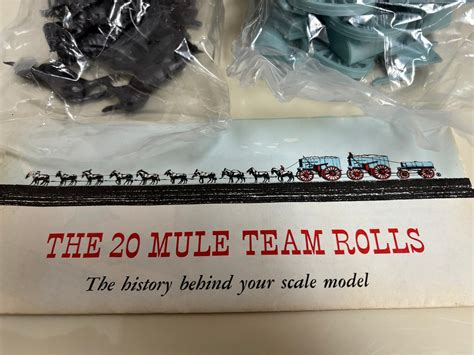 THE 20 MULE TEAM ROLLS
The history behind your scale model